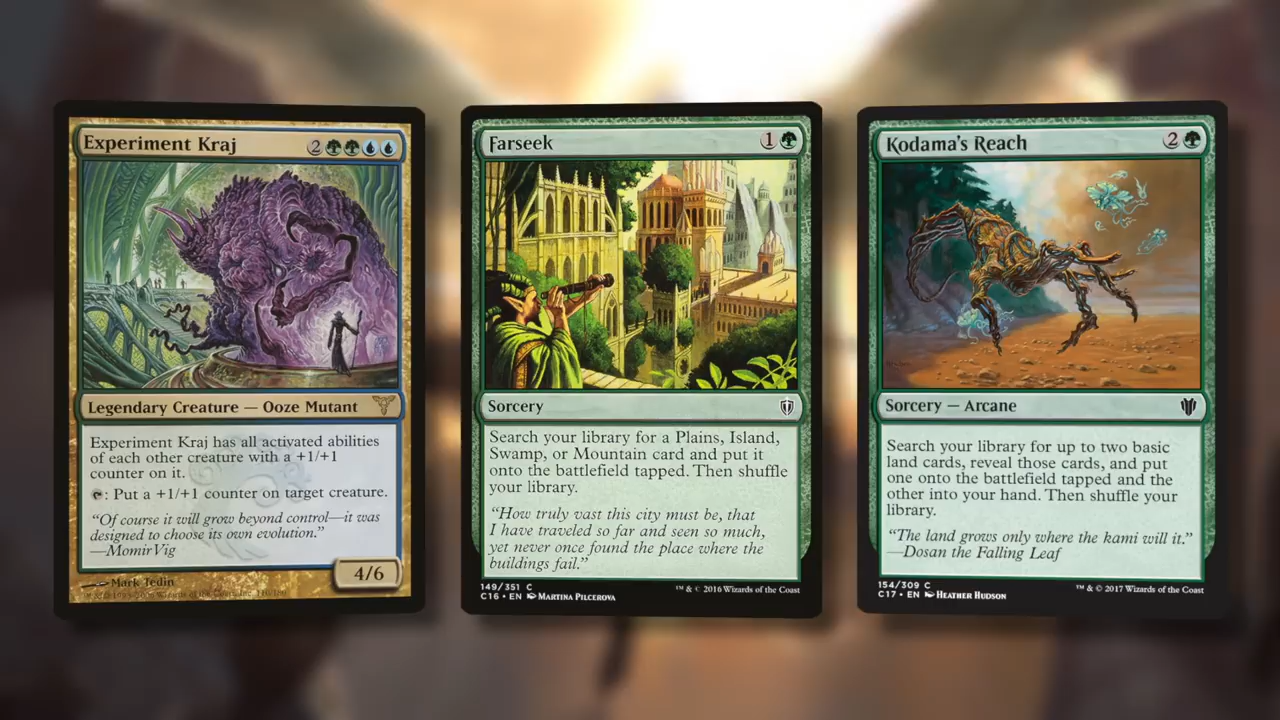 Experiment Kraj
2
Legendary Creature — Ooze Mutant
Experiment Kraj has all activated abilities
of each other creature with a +1/+1
counter on it.
: Put a +1/+1 counter on target creature.
“Of course it will grow beyond control—it was
designed to choose its own evolution.”
—Momir Vig
4/6
Mark Tedin
Farseek
1
Sorcery
Search your library for a Plains, Island,
Swamp, or Mountain card and put it
onto the battlefield tapped. Then shuffle
your library.
“How truly vast this city must be, that
I have traveled so far and seen so much,
yet never once found the place where the
buildings fail.”
149/351 C
C16 • EN Martina Pilcerova
™ & © 2016 Wizards of the Coast
Kodama's Reach
2
Sorcery — Arcane
Search your library for up to two basic
land cards, reveal those cards, and put
one onto the battlefield tapped and the
other into your hand. Then shuffle your
library.
“The land grows only where the kami will it.”
—Dosan the Falling Leaf
154/309 C
C17 • EN Heather Hudson
™ & © 2017 Wizards of the Coast